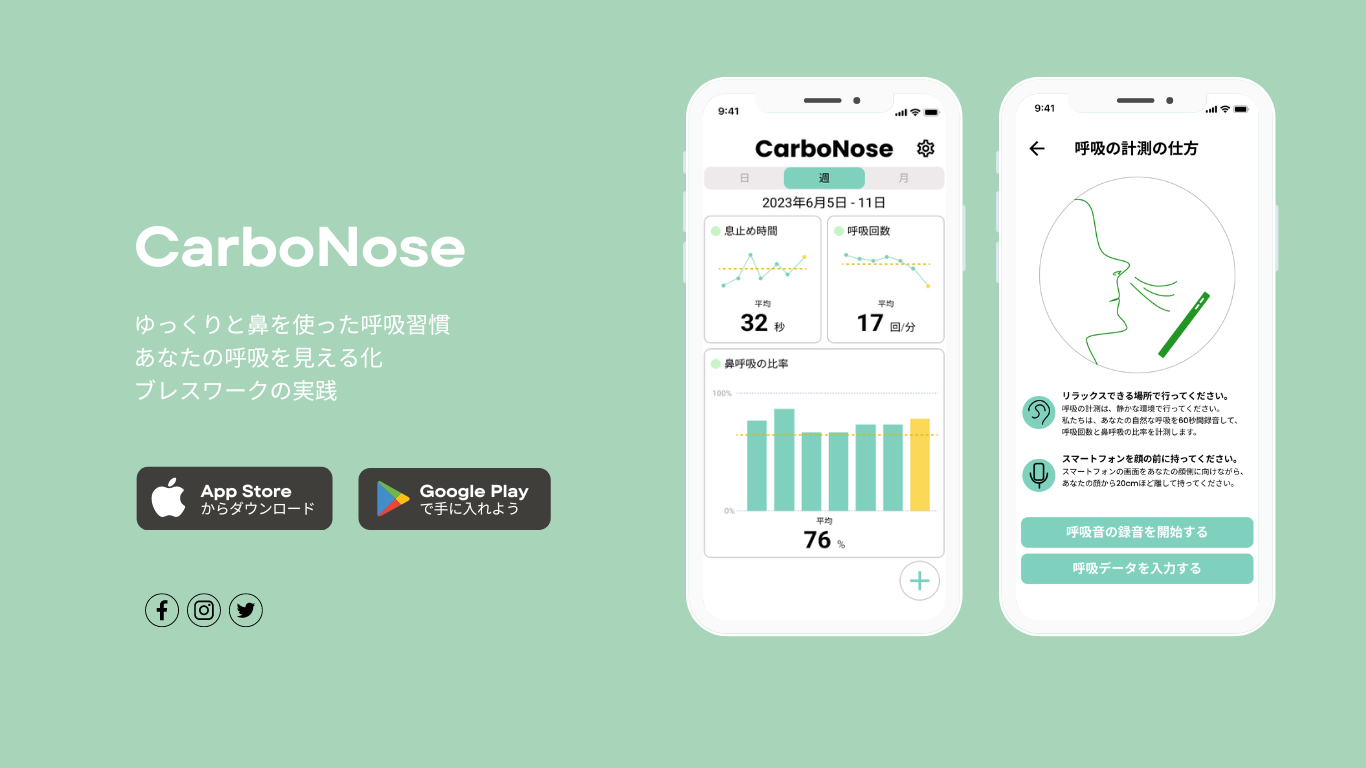 CarboNose
ゆっくりと鼻を使った呼吸習慣
あなたの呼吸を見える化
ブレスワークの実践
App Store
からダウンロード
Google Play
で手に入れよう
9:41
CarboNose
日 週 月
2023年6月5日 - 11日
息止め時間
平均
32 秒
呼吸回数
平均
17 回/分
鼻呼吸の比率
100%
0%
平均
76 %
9:41
呼吸の計測の仕方
リラックスできる場所で行ってください。
呼吸の計測は、静かな環境で行ってください。
私たちは、あなたの自然な呼吸を60秒間録音して、
呼吸回数と鼻呼吸の比率を計測します。
スマートフォンを顔の前に持ってください。
スマートフォンの画面をあなたの顔側に向けながら、
あなたの顔から20cmほど離して持ってください。
呼吸音の録音を開始する
呼吸データを入力する